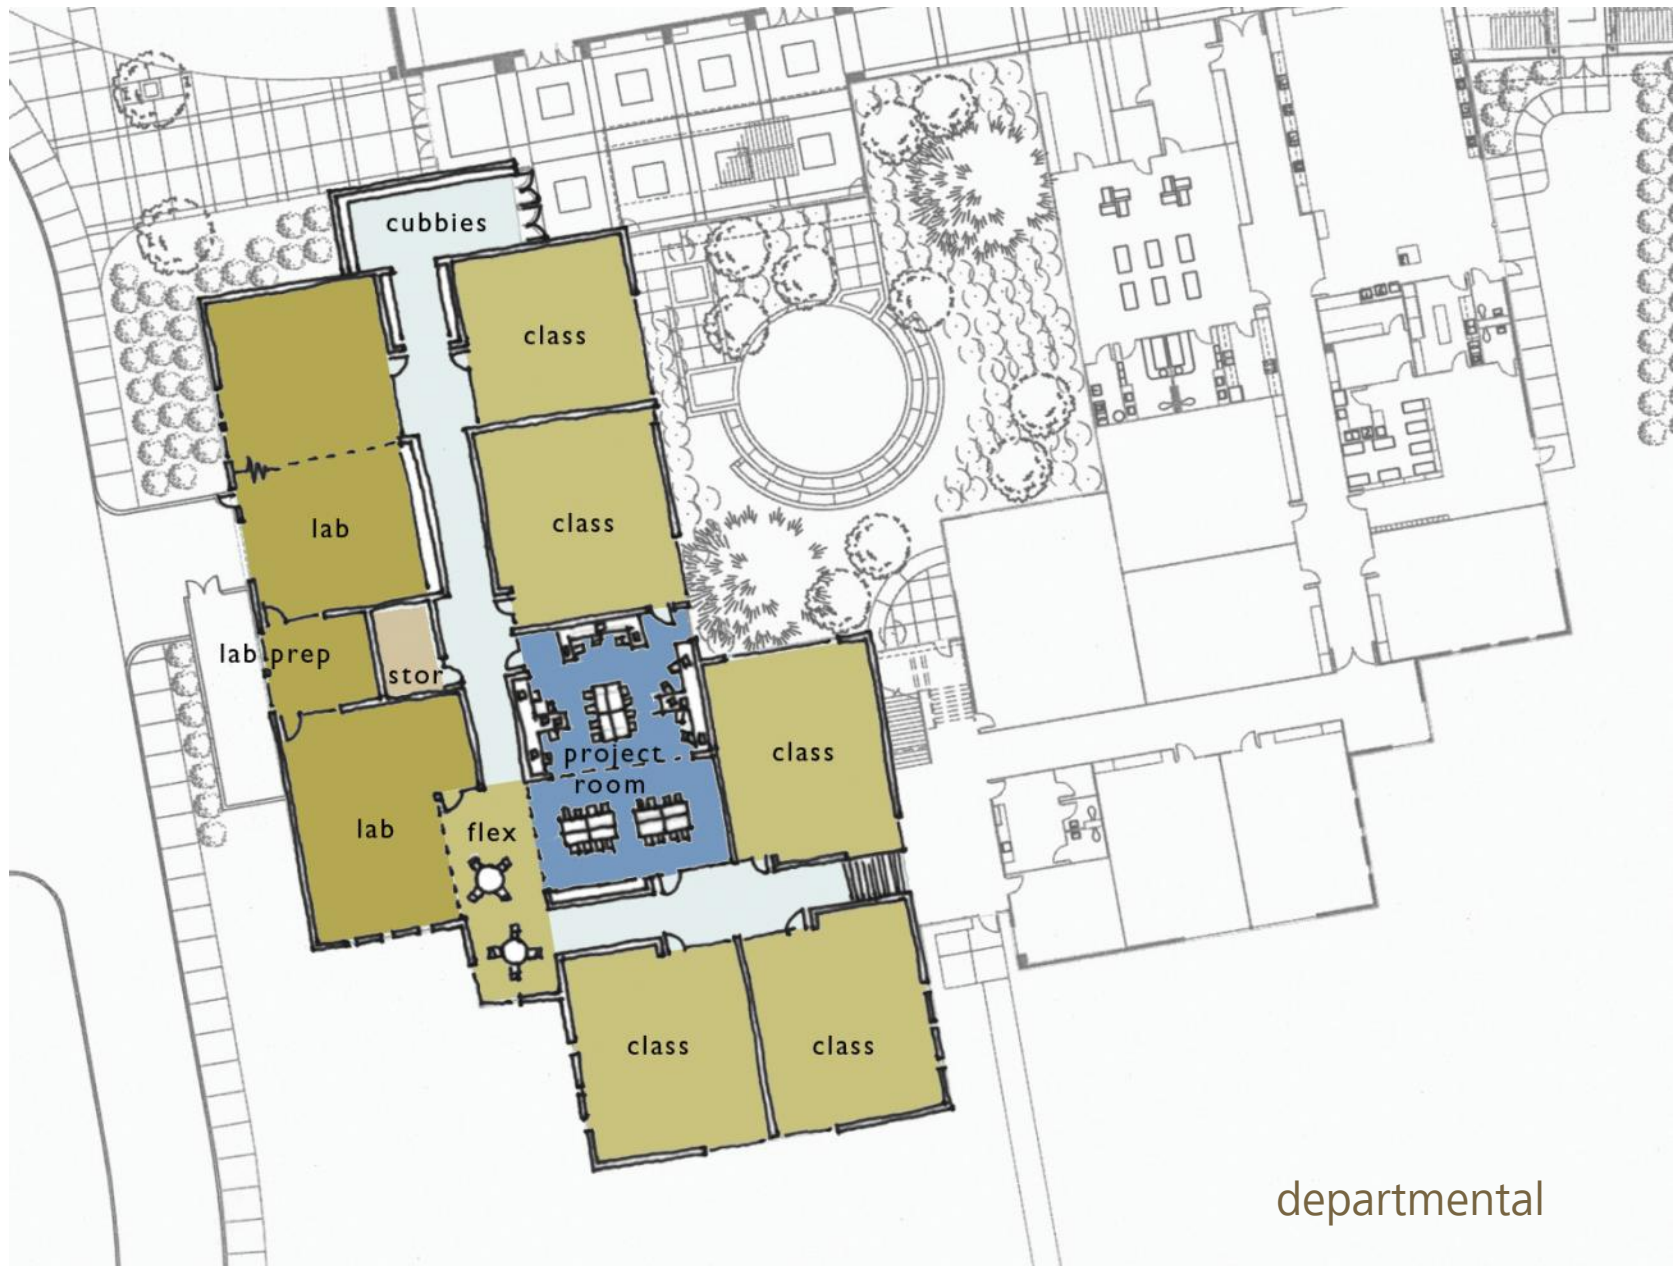 cubbies
class
class
lab
lab prep
stor
project
room
class
lab
flex
class
class
departmental